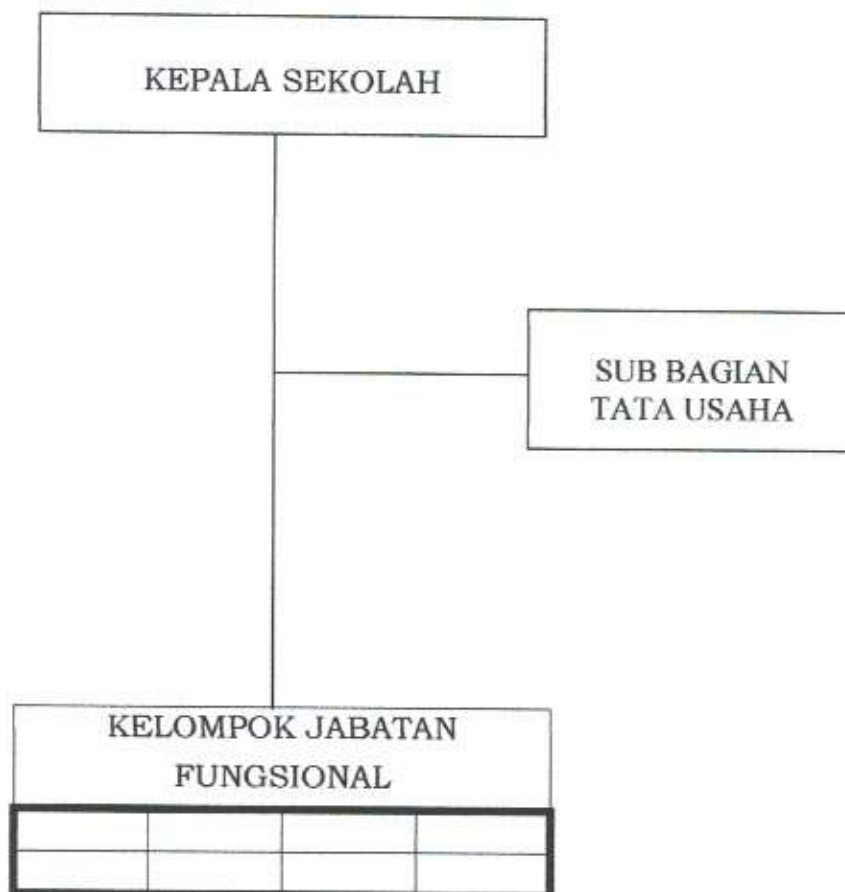 KEPALA SEKOLAH
SUB BAGIAN
TATA USAHA
KELOMPOK JABATAN
FUNGSIONAL